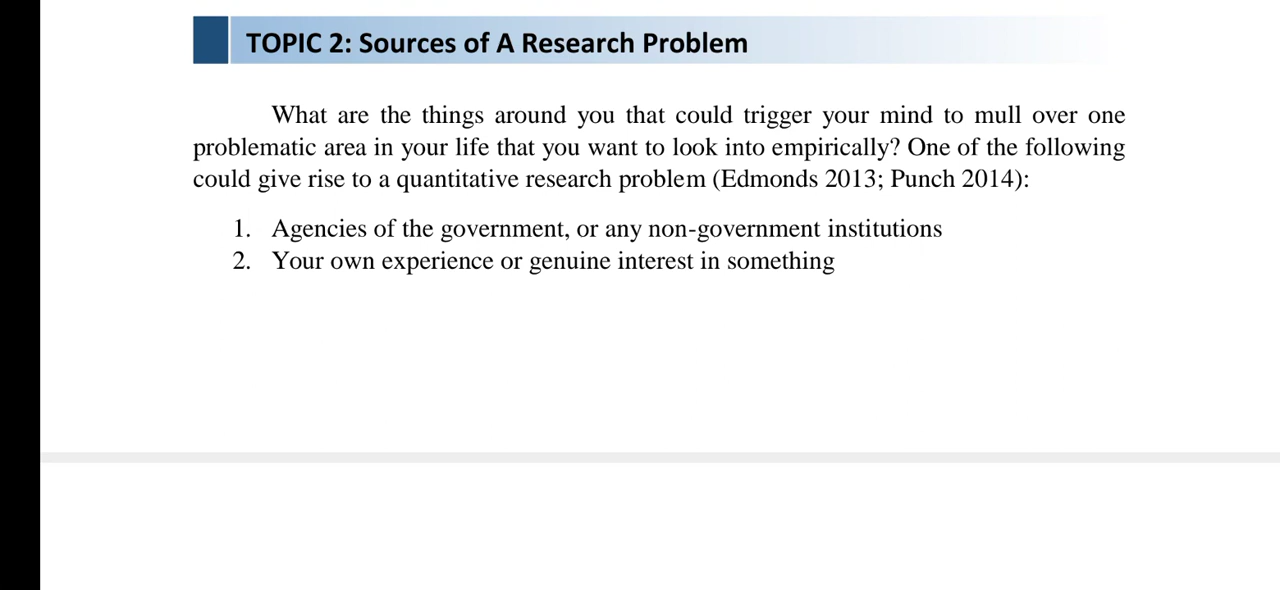 TOPIC 2: Sources of A Research Problem
What are the things around you that could trigger your mind to mull over one
problematic area in your life that you want to look into empirically? One of the following
could give rise to a quantitative research problem (Edmonds 2013; Punch 2014):
1. Agencies of the government, or any non-government institutions
2. Your own experience or genuine interest in something